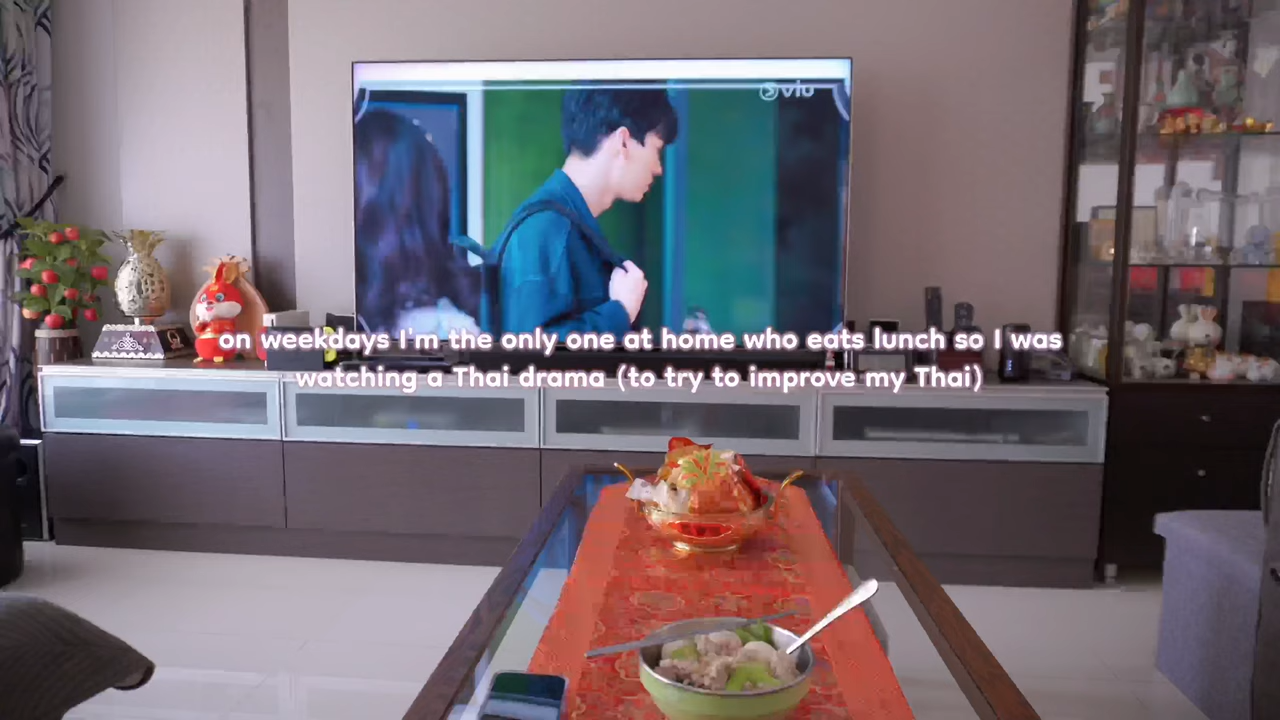 viu
on weekdays I'm the only one at home who eats lunch so I was
watching a Thai drama (to try to improve my Thai)